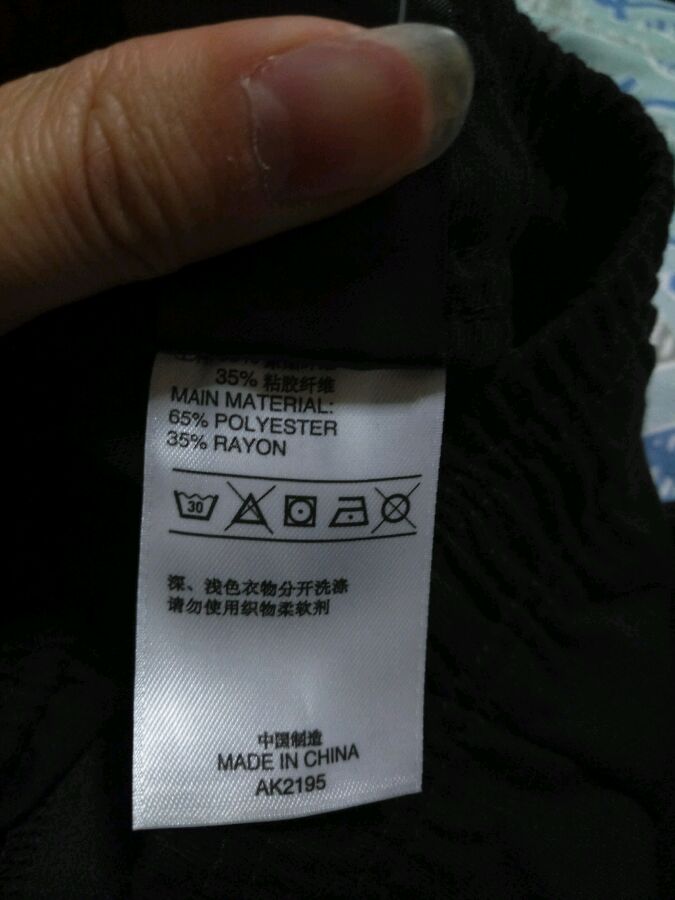 35% 粘胶纤维
MAIN MATERIAL:
65% POLYESTER
35% RAYON
30
深、浅色衣物分开洗涤
请勿使用织物柔软剂
中国制造
MADE IN CHINA
AK2195